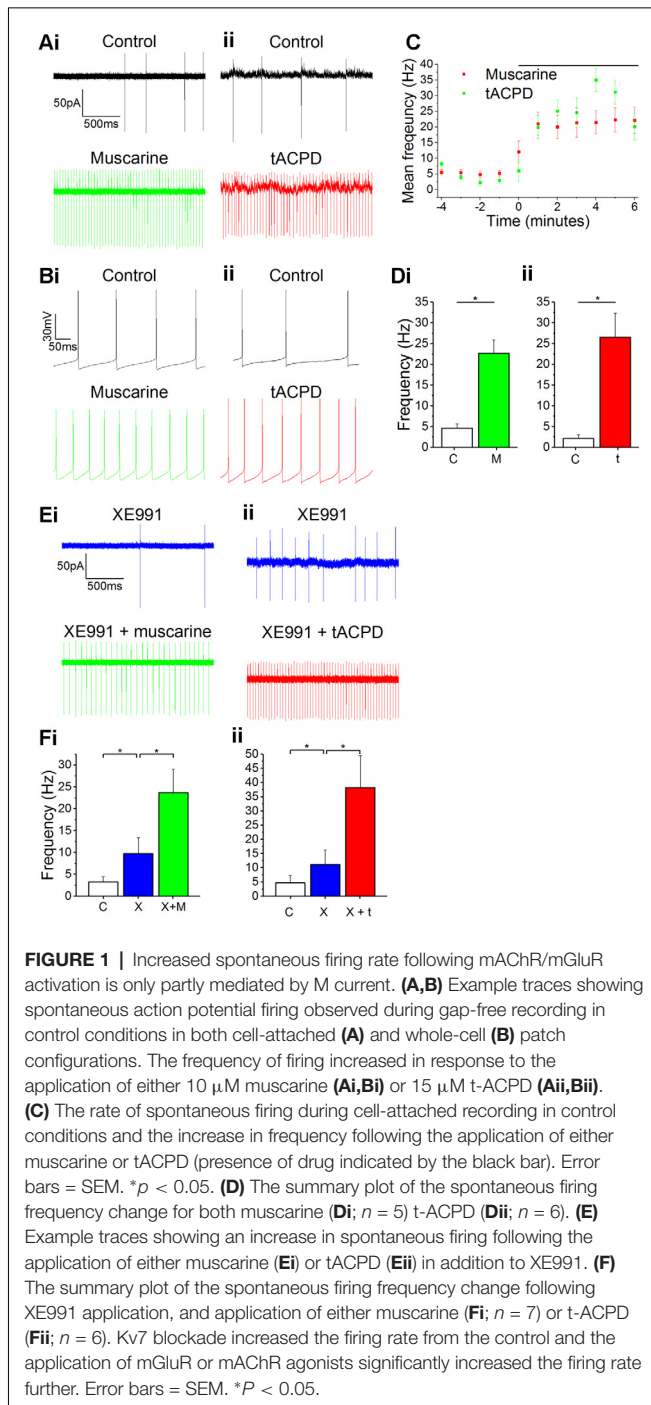 Ai Control ii Control C
50pA
500ms
Muscarine tACPD
Mean freqeuncy (Hz)
40
35
30
25
20
15
10
5
0
Muscarine
tACPD
-4 -2 0 2 4 6
Time (minutes)
Bi Control ii Control Di ii
30mV
50ms
Muscarine tACPD
Frequency (Hz)
35
30
25
20
15
10
5
0
*
C M
35
30
25
20
15
10
5
0
*
C t
Ei XE991 ii XE991
50pA
500ms
XE991 + muscarine XE991 + tACPD
Fi ii
Frequency (Hz)
30
25
20
15
10
5
0
* *
C X X+M
50
45
40
35
30
25
20
15
10
5
0
* *
C X X + t
FIGURE 1 | Increased spontaneous firing rate following mAChR/mGluR
activation is only partly mediated by M current. (A,B) Example traces showing
spontaneous action potential firing observed during gap-free recording in
control conditions in both cell-attached (A) and whole-cell (B) patch
configurations. The frequency of firing increased in response to the
application of either 10 μM muscarine (Ai,Bi) or 15 μM t-ACPD (Aii,Bii).
(C) The rate of spontaneous firing during cell-attached recording in control
conditions and the increase in frequency following the application of either
muscarine or tACPD (presence of drug indicated by the black bar). Error
bars = SEM. *p < 0.05. (D) The summary plot of the spontaneous firing
frequency change for both muscarine (Di; n = 5) t-ACPD (Dii; n = 6). (E)
Example traces showing an increase in spontaneous firing following the
application of either muscarine (Ei) or tACPD (Eii) in addition to XE991. (F)
The summary plot of the spontaneous firing frequency change following
XE991 application, and application of either muscarine (Fi; n = 7) or t-ACPD
(Fii; n = 6). Kv7 blockade increased the firing rate from the control and the
application of mGluR or mAChR agonists significantly increased the firing rate
further. Error bars = SEM. *P < 0.05.